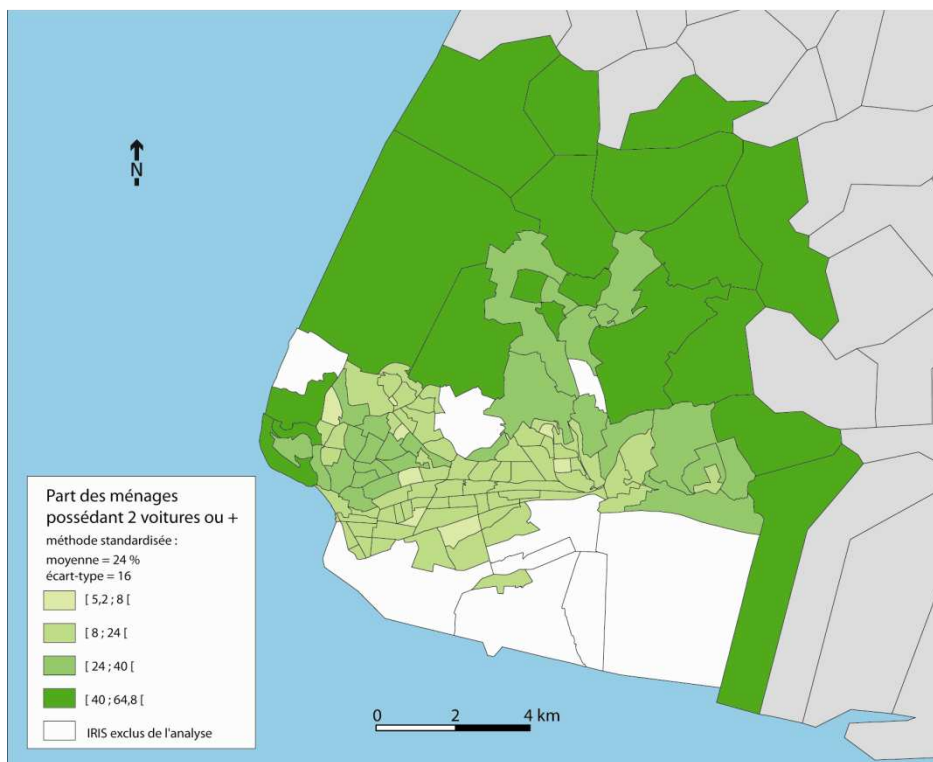 N
Part des ménages
possédant 2 voitures ou +
méthode standardisée :
moyenne = 24 %
écart-type = 16
[ 5,2 ; 8 [
[ 8 ; 24 [
[ 24 ; 40 [
[ 40 ; 64,8 [
IRIS exclus de l'analyse
0 2 4 km